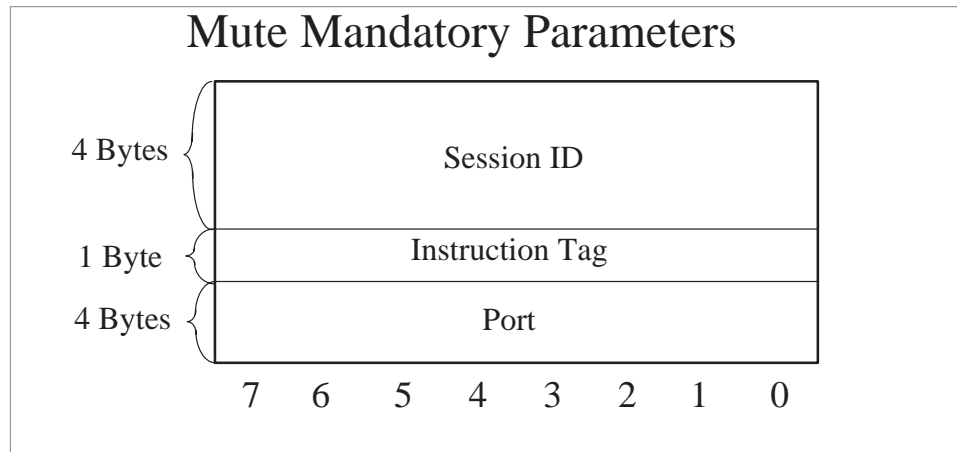 Mute Mandatory Parameters
4 Bytes
Session ID
1 Byte
Instruction Tag
4 Bytes
Port
7 6 5 4 3 2 1 0